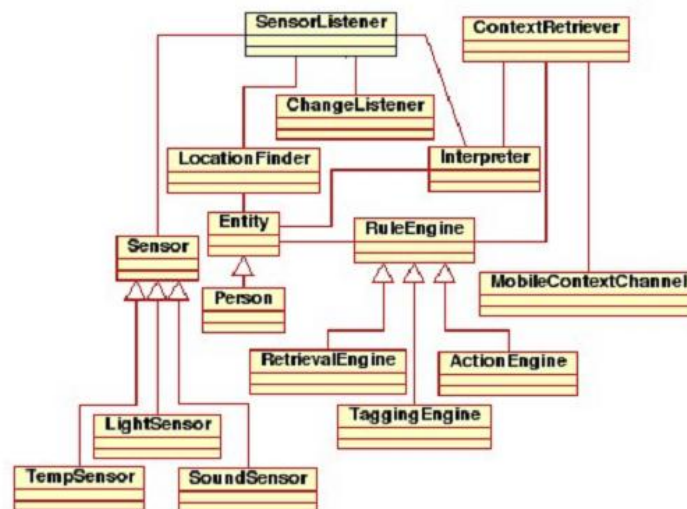 SensorListener
ContextRetriever
ChangeListener
LocationFinder
Interpreter
Entity
RuleEngine
Sensor
MobileContextChannel
Person
RetrievalEngine
ActionEngine
TaggingEngine
LightSensor
TempSensor
SoundSensor